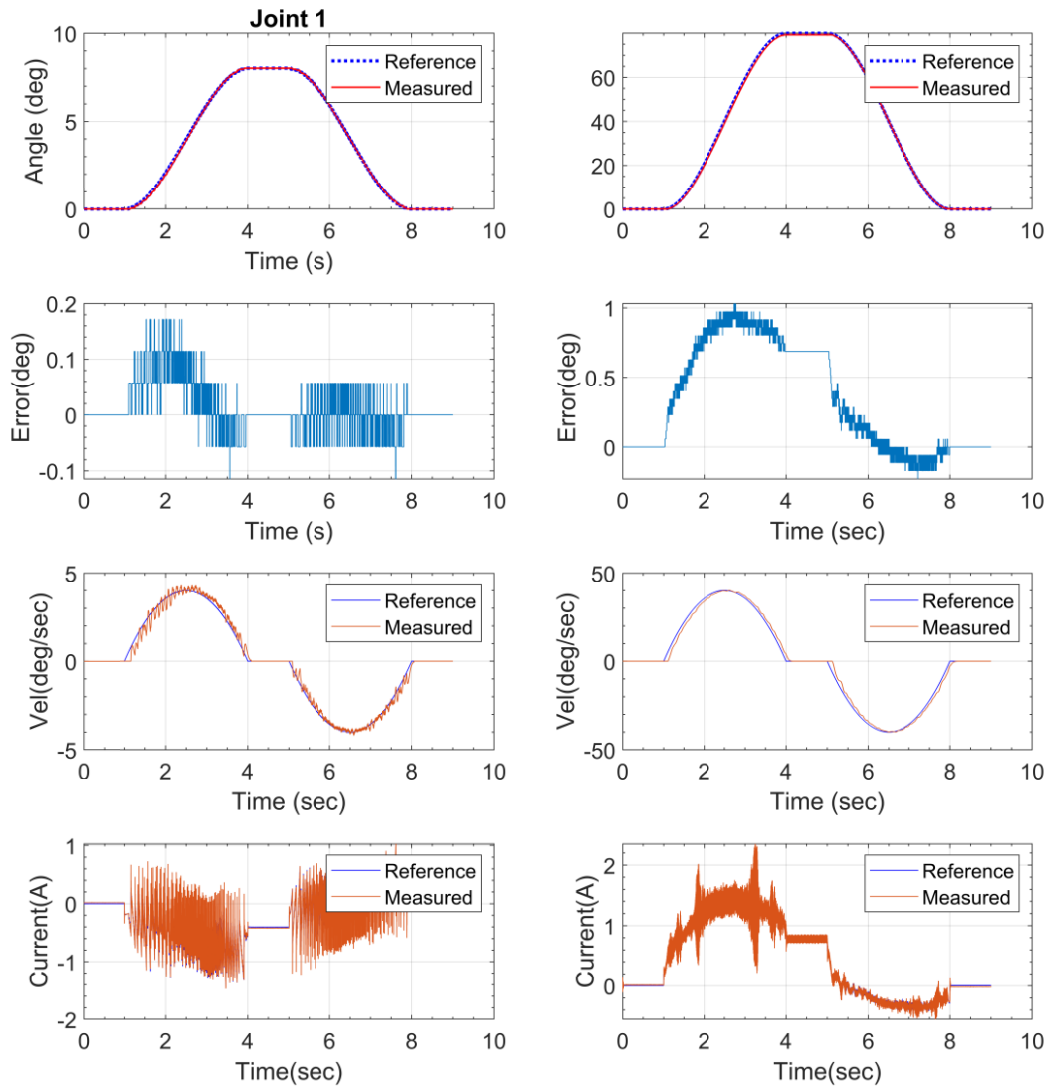 Joint 1
Angle (deg)
10
5
0
Reference
Measured
0 2 4 6 8 10
Time (s)
80
60
40
20
0
Reference
Measured
0 2 4 6 8 10
Time (sec)
Error(deg)
0.2
0.1
0
-0.1
0 2 4 6 8 10
Time (s)
Error(deg)
1
0.5
0
0 2 4 6 8 10
Time (sec)
Vel(deg/sec)
5
0
-5
Reference
Measured
0 2 4 6 8 10
Time (sec)
Vel(deg/sec)
50
0
-50
Reference
Measured
0 2 4 6 8 10
Time (sec)
Current(A)
1
0
-1
-2
Reference
Measured
0 2 4 6 8 10
Time(sec)
Current(A)
2
1
0
Reference
Measured
0 2 4 6 8 10
Time(sec)